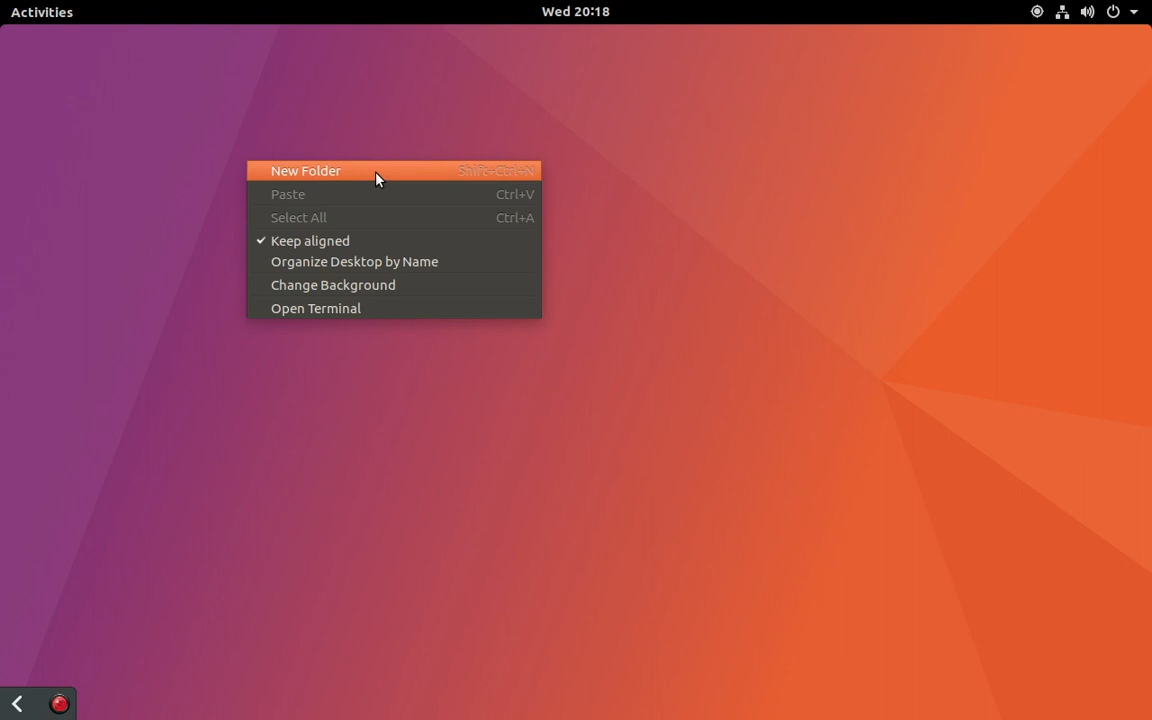 Activities
Wed 20:18
New Folder Shift+Ctrl+N
Paste Ctrl+V
Select All Ctrl+A
Keep aligned
Organize Desktop by Name
Change Background
Open Terminal